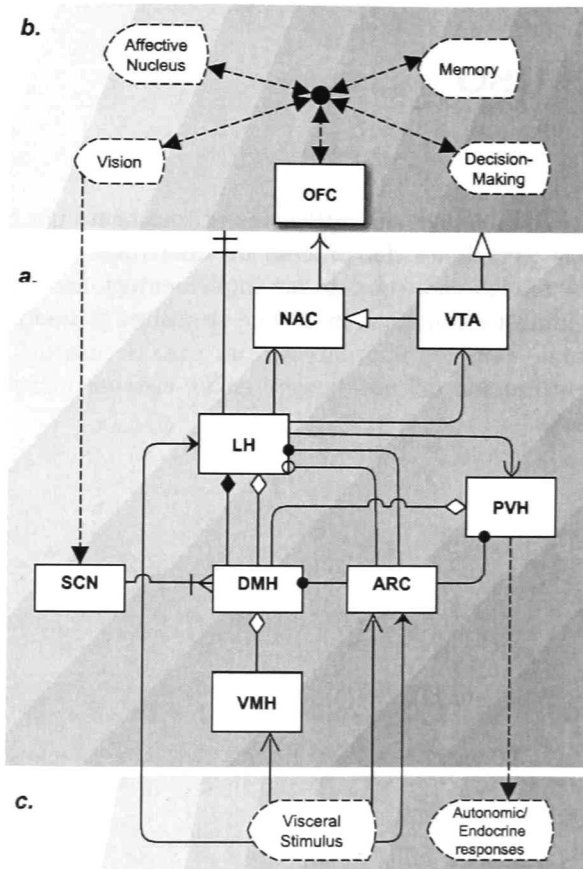 b.
Affective
Nucleus
Memory
Vision
Decision-
Making
OFC
a.
NAC
VTA
LH
PVH
SCN
DMH
ARC
VMH
c.
Visceral
Stimulus
Autonomic/
Endocrine
responses